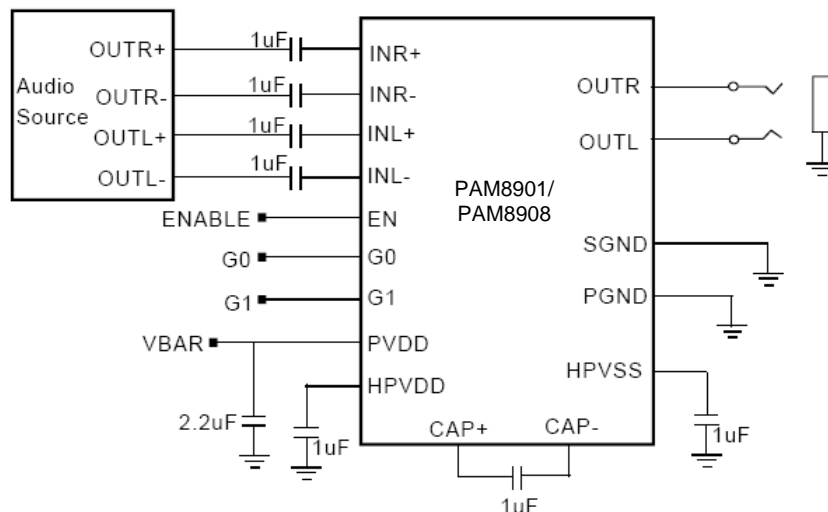 Audio
Source
OUTR+
OUTR-
OUTL+
OUTL-
1uF
1uF
1uF
1uF
INR+
INR-
INL+
INL-
EN
G0
G1
PVDD
HPVDD
ENABLE
G0
G1
VBAR
2.2uF
1uF
PAM8901/
PAM8908
OUTR
OUTL
SGND
PGND
HPVSS
1uF
CAP+
CAP-
1uF